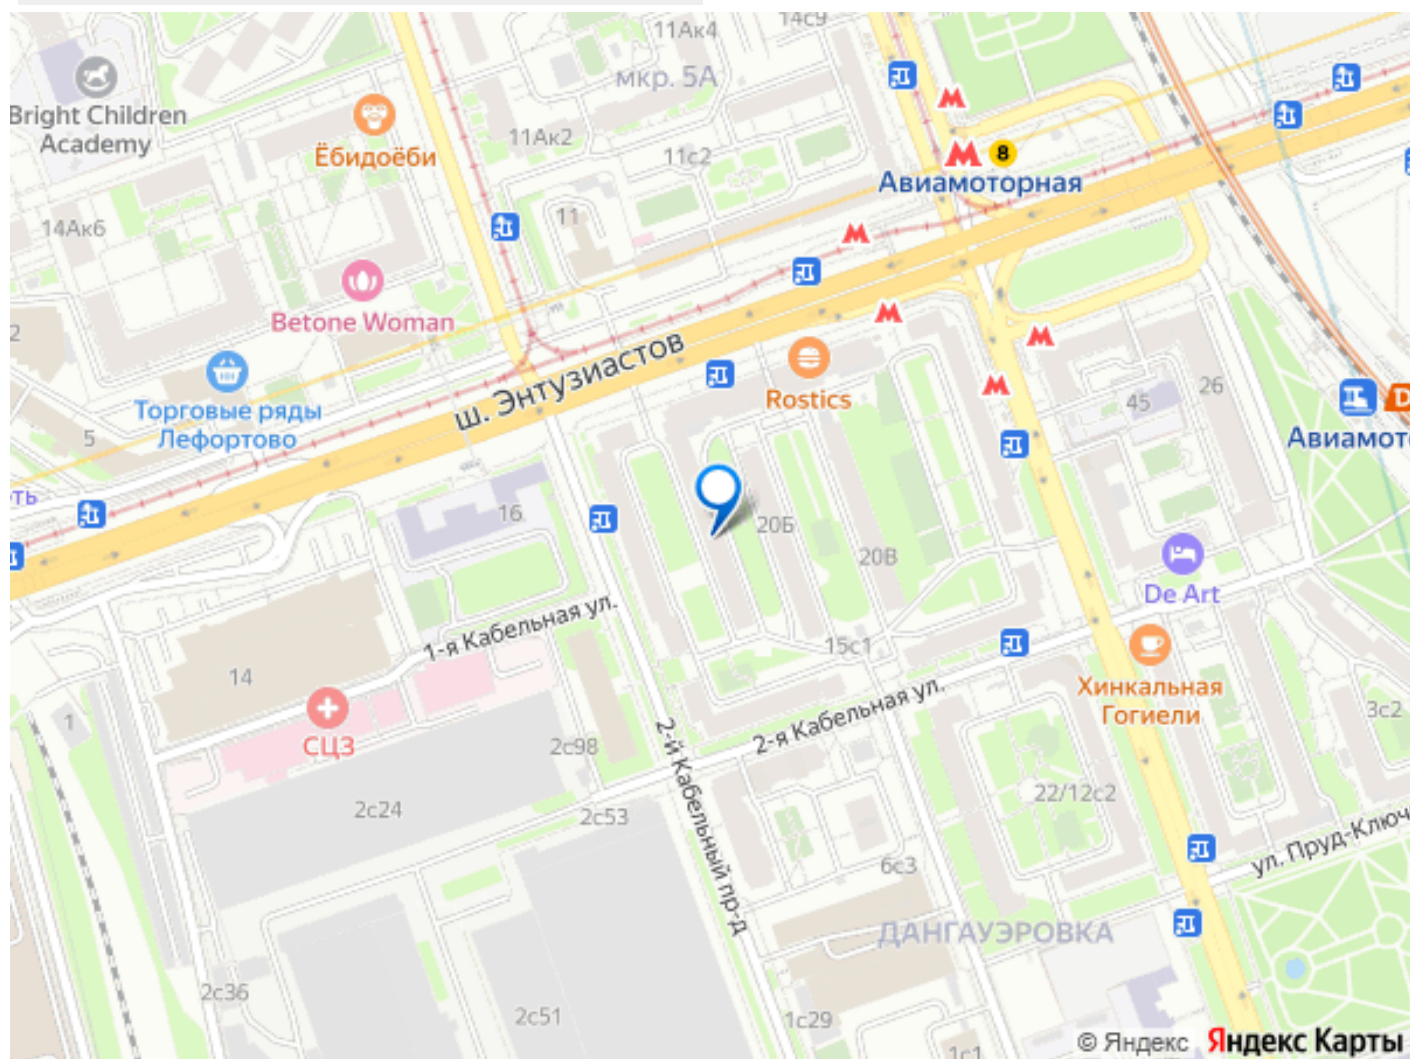 14с9
11Ак4
мкр. 5А
Bright Children
Academy
Ёбидоёби
11Ак2
11с2
8
Авиамоторная
14Ак6
11
Betone Woman
2
ш. Энтузиастов
Rostics
26
45
Торговые ряды
Лефортово
5
D
Авиамот
ть
16
20Б
20В
De Art
1-я Кабельная ул.
15с1
14
2-я Кабельная ул.
Хинкальная
Гогиели
3с2
1
СЦЗ
2с98
2-й Кабельный пр-д
2с24
2с53
22/12с2
ул. Пруд-Ключ
6с3
ДАНГАУЭРОВКА
2с36
2с51
1с29
1с1
© Яндекс Яндекс Карты